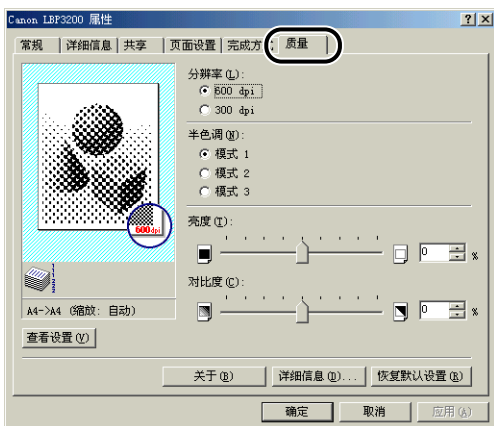 Canon LBP3200 属性
常规 详细信息 共享 页面设置 完成方式 质量
分辨率(L):
600 dpi
300 dpi
半色调(N):
模式 1
模式 2
模式 3
亮度(T):
0 %
对比度(C):
0 %
600dpi
1
2
3
A4->A4 (缩放: 自动)
查看设置(V)
关于(B) 详细信息(D)... 恢复默认设置(R)
确定 取消 应用(A)